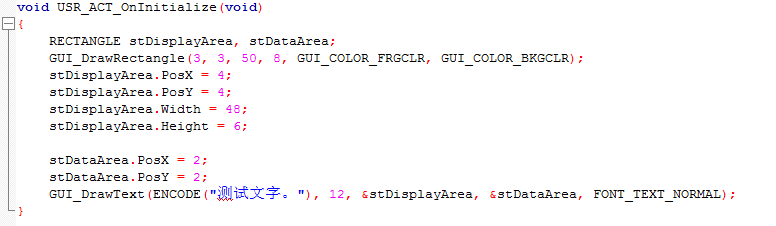 void USR_ACT_OnInitialize(void)
{
RECTANGLE stDisplayArea, stDataArea;
GUI_DrawRectangle(3, 3, 50, 8, GUI_COLOR_FRGCLR, GUI_COLOR_BKGCLR);
stDisplayArea.PosX = 4;
stDisplayArea.PosY = 4;
stDisplayArea.Width = 48;
stDisplayArea.Height = 6;
stDataArea.PosX = 2;
stDataArea.PosY = 2;
GUI_DrawText(ENCODE("测试文字。"), 12, &stDisplayArea, &stDataArea, FONT_TEXT_NORMAL);
}